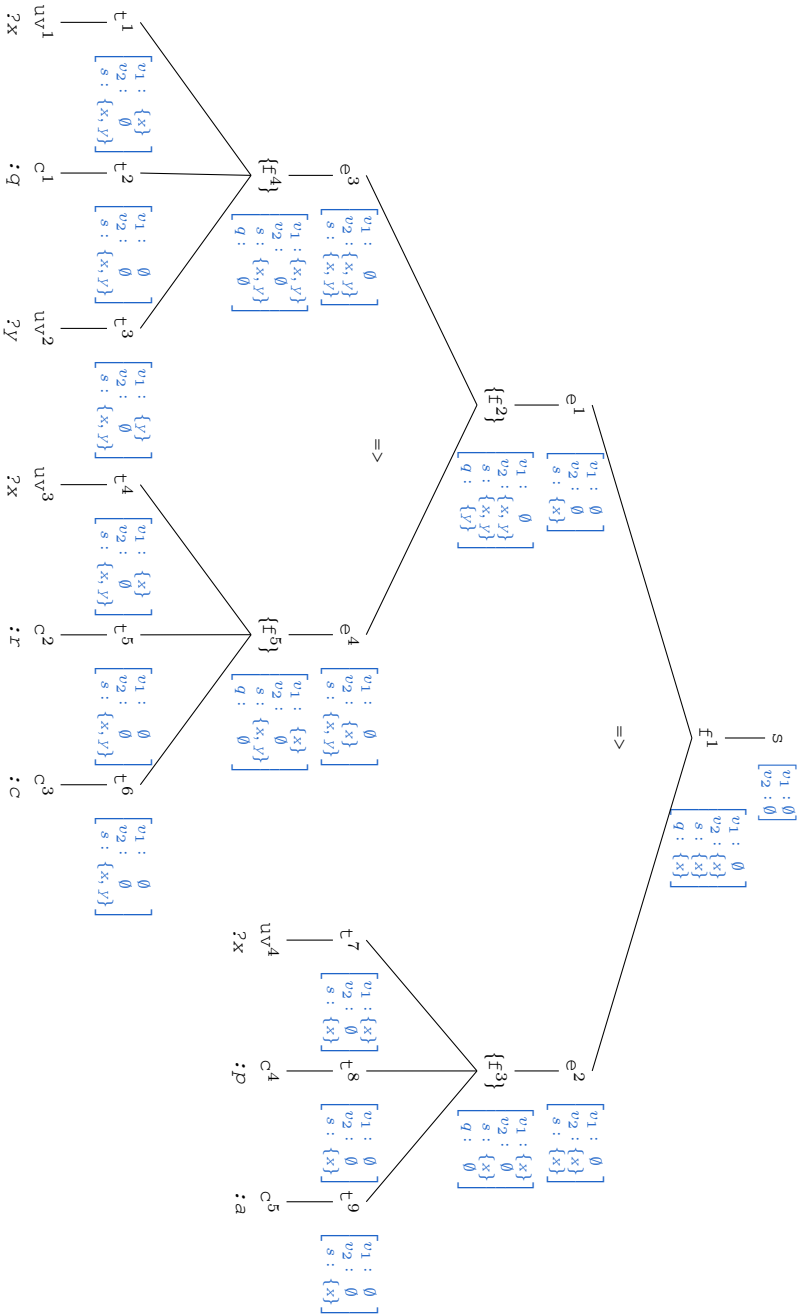 s
v₁ : ∅
v₂ : ∅
f¹
v₁ : ∅
v₂ : {x}
s : {x}
q : {x}
=>
e¹
v₁ : ∅
v₂ : ∅
s : {x}
e²
v₁ : ∅
v₂ : {x}
s : {x}
{f²}
v₁ : ∅
v₂ : {x, y}
s : {x, y}
q : {y}
{f³}
v₁ : {x}
v₂ : ∅
s : {x}
q : ∅
=>
e³
v₁ : ∅
v₂ : {x, y}
s : {x, y}
e⁴
v₁ : ∅
v₂ : {x}
s : {x, y}
t⁷
v₁ : {x}
v₂ : ∅
s : {x}
t⁸
v₁ : ∅
v₂ : ∅
s : {x}
t⁹
v₁ : ∅
v₂ : ∅
s : {x}
{f⁴}
v₁ : {x, y}
v₂ : ∅
s : {x, y}
q : ∅
{f⁵}
v₁ : {x}
v₂ : ∅
s : {x, y}
q : ∅
uv⁴ c⁴ c⁵
?x :p :a
t¹
v₁ : {x}
v₂ : ∅
s : {x, y}
t²
v₁ : ∅
v₂ : ∅
s : {x, y}
t³
v₁ : {y}
v₂ : ∅
s : {x, y}
t⁴
v₁ : {x}
v₂ : ∅
s : {x, y}
t⁵
v₁ : ∅
v₂ : ∅
s : {x, y}
t⁶
v₁ : ∅
v₂ : ∅
s : {x, y}
uv¹ c¹ uv² uv³ c² c³
?x :q ?y ?x :r :c